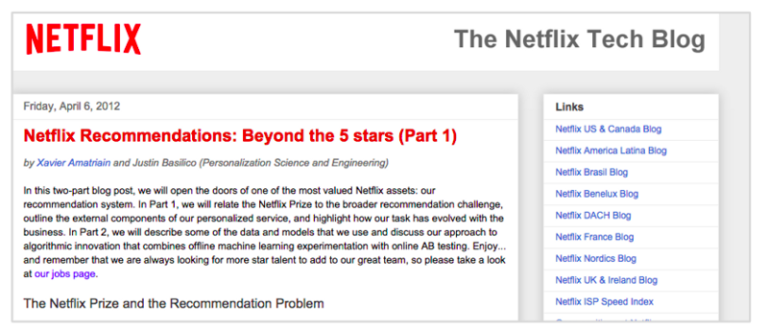 NETFLIX
The Netflix Tech Blog
Friday, April 6, 2012
Netflix Recommendations: Beyond the 5 stars (Part 1)
by Xavier Amatriain and Justin Basilico (Personalization Science and Engineering)
In this two-part blog post, we will open the doors of one of the most valued Netflix assets: our
recommendation system. In Part 1, we will relate the Netflix Prize to the broader recommendation challenge,
outline the external components of our personalized service, and highlight how our task has evolved with the
business. In Part 2, we will describe some of the data and models that we use and discuss our approach to
algorithmic innovation that combines offline machine learning experimentation with online AB testing. Enjoy...
and remember that we are always looking for more star talent to add to our great team, so please take a look
at our jobs page.
The Netflix Prize and the Recommendation Problem
Links
Netflix US & Canada Blog
Netflix America Latina Blog
Netflix Brasil Blog
Netflix Benelux Blog
Netflix DACH Blog
Netflix France Blog
Netflix Nordics Blog
Netflix UK & Ireland Blog
Netflix ISP Speed Index